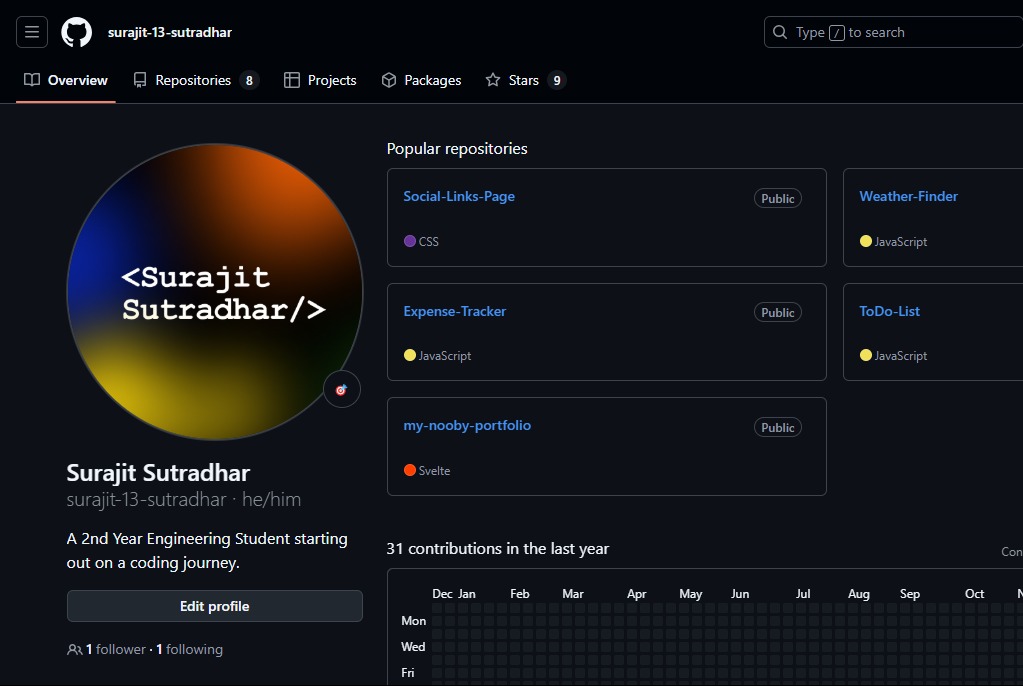 surajit-13-sutradhar
Type / to search
Overview Repositories 8 Projects Packages Stars 9
<Surajit
Sutradhar/>
Surajit Sutradhar
surajit-13-sutradhar · he/him
A 2nd Year Engineering Student starting
out on a coding journey.
Edit profile
1 follower · 1 following
Popular repositories
Social-Links-Page Public
CSS
Weather-Finder
JavaScript
Expense-Tracker Public
JavaScript
ToDo-List
JavaScript
my-nooby-portfolio Public
Svelte
31 contributions in the last year
Con
Dec Jan Feb Mar Apr May Jun Jul Aug Sep Oct N
Mon
Wed
Fri